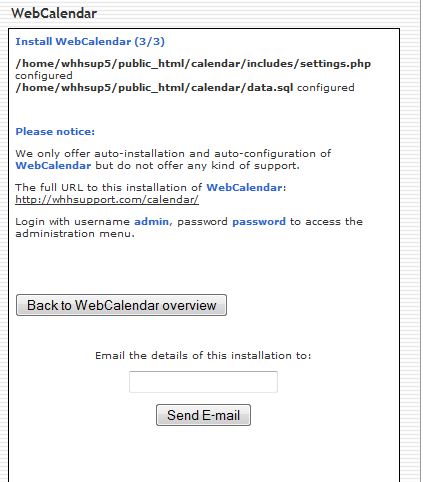 WebCalendar
Install WebCalendar (3/3)
/home/whhsup5/public_html/calendar/includes/settings.php
configured
/home/whhsup5/public_html/calendar/data.sql configured
Please notice:
We only offer auto-installation and auto-configuration of
WebCalendar but do not offer any kind of support.
The full URL to this installation of WebCalendar:
http://whhsupport.com/calendar/
Login with username admin, password password to access the
administration menu.
Back to WebCalendar overview
Email the details of this installation to:
Send E-mail